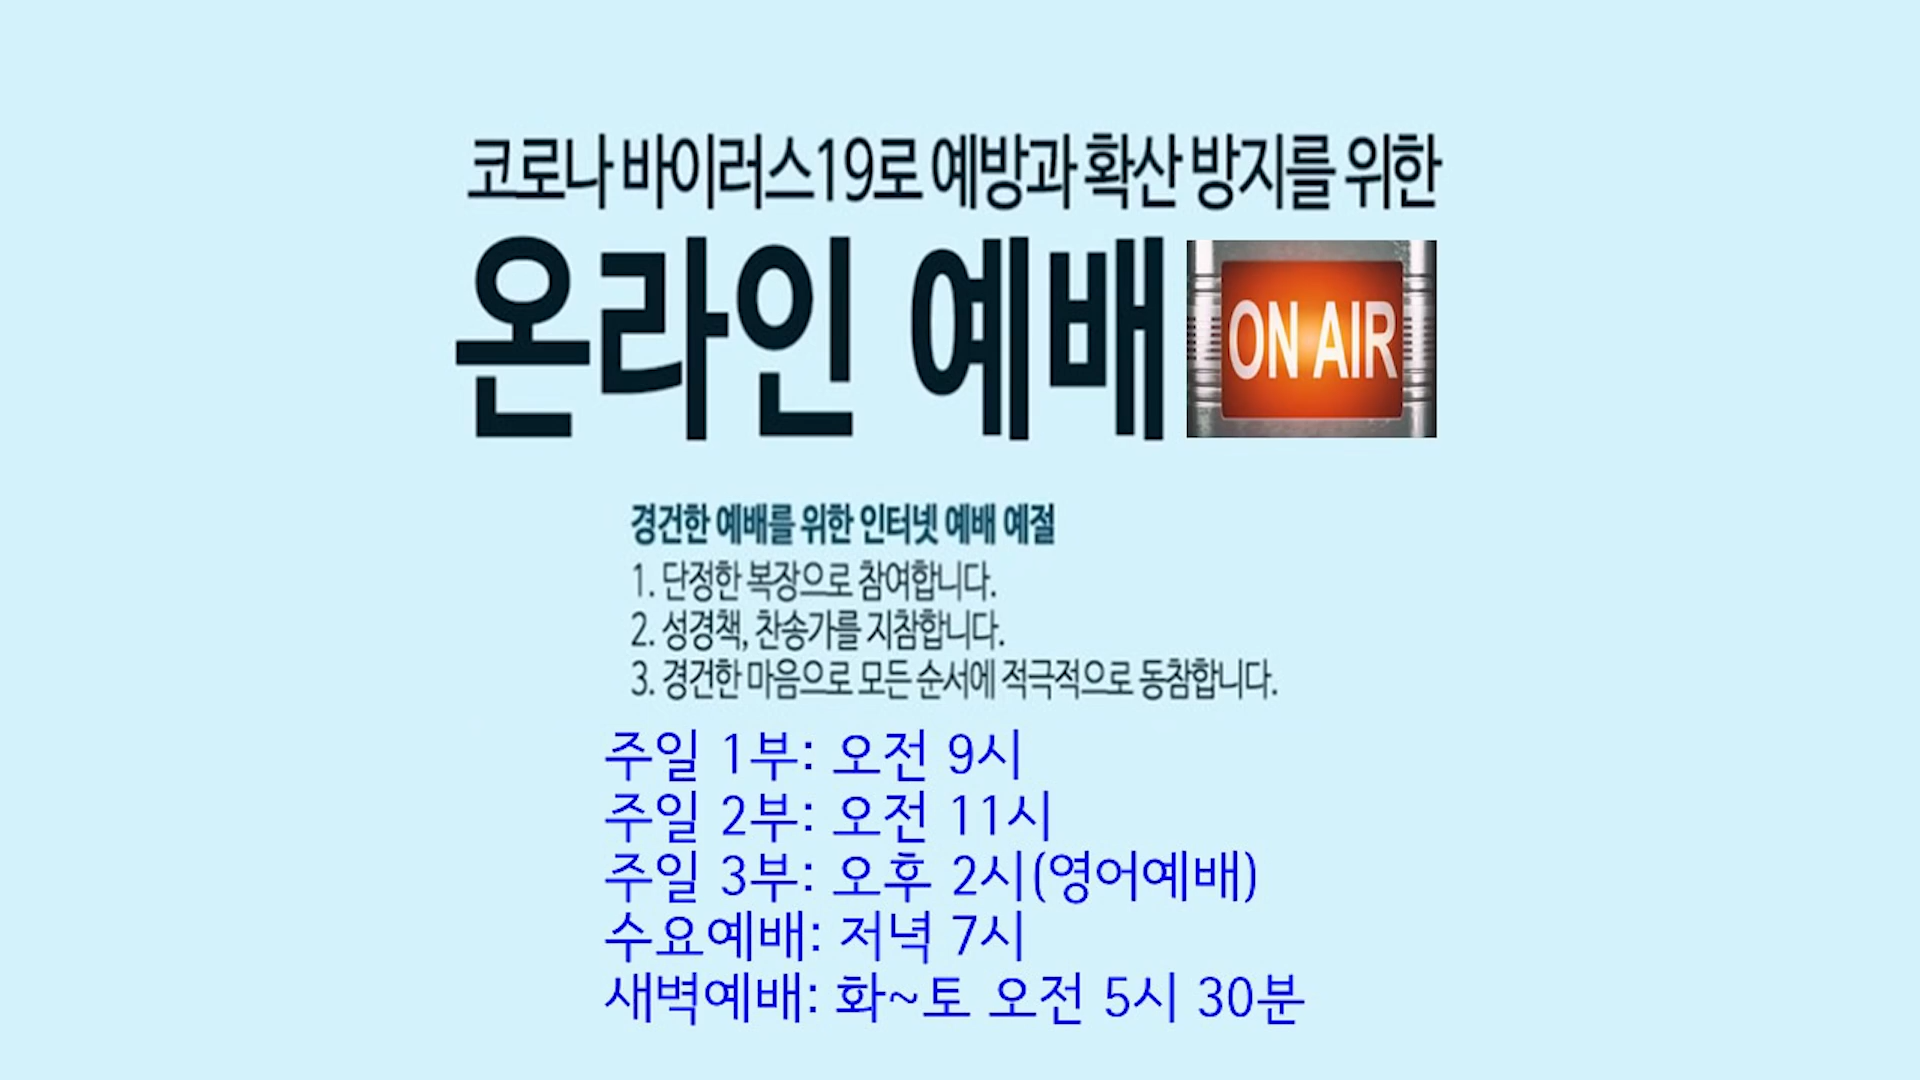 코로나 바이러스19로 예방과 확산 방지를 위한
온라인 예배
ON AIR
경건한 예배를 위한 인터넷 예배 예절
1. 단정한 복장으로 참여합니다.
2. 성경책, 찬송가를 지참합니다.
3. 경건한 마음으로 모든 순서에 적극적으로 동참합니다.
주일 1부: 오전 9시
주일 2부: 오전 11시
주일 3부: 오후 2시(영어예배)
수요예배: 저녁 7시
새벽예배: 화~토 오전 5시 30분